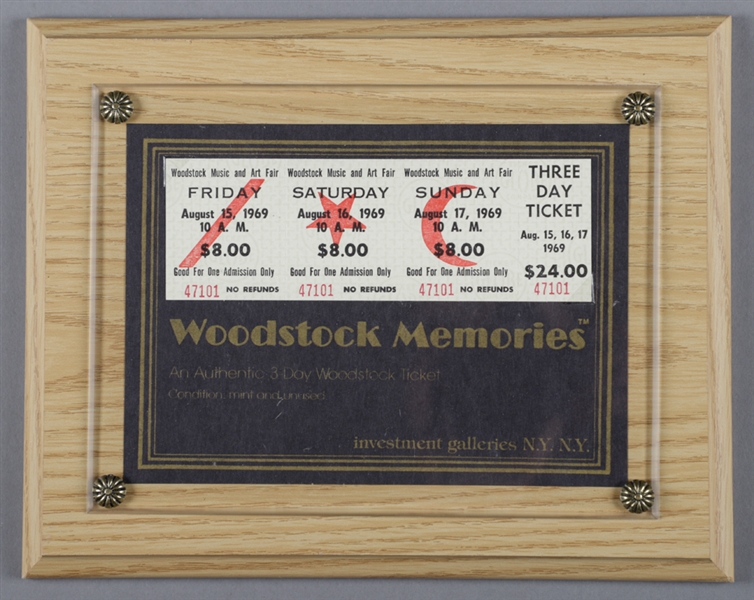 Woodstock Music and Art Fair
FRIDAY
August 15, 1969
10 A. M.
$8.00
Good For One Admission Only
47101 NO REFUNDS
Woodstock Music and Art Fair
SATURDAY
August 16, 1969
10 A. M.
$8.00
Good For One Admission Only
47101 NO REFUNDS
Woodstock Music and Art Fair
SUNDAY
August 17, 1969
10 A. M.
$8.00
Good For One Admission Only
47101 NO REFUNDS
THREE
DAY
TICKET
Aug. 15, 16, 17
1969
$24.00
47101
Woodstock Memories™
An Authentic 3-Day Woodstock Ticket
Condition: mint and unused
investment galleries N.Y. N.Y.